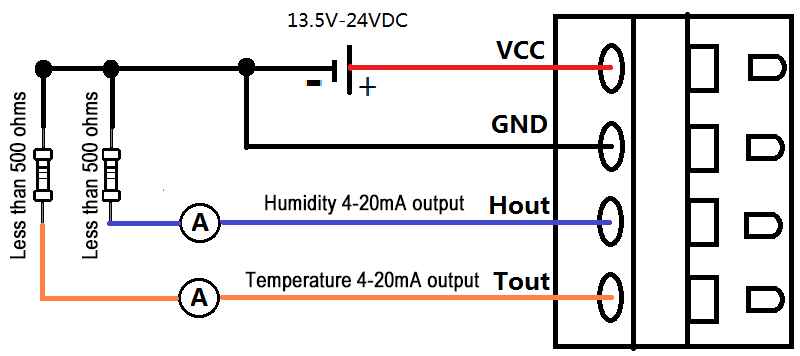 13.5V-24VDC
VCC
- +
GND
Less than 500 ohms
Less than 500 ohms
Humidity 4-20mA output
Hout
A
Temperature 4-20mA output
Tout
A